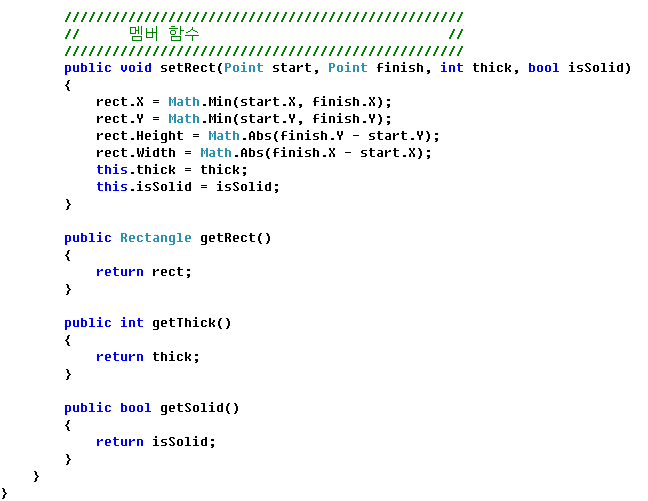 //////////////////////////////////////////////////
//      멤버 함수                               //
//////////////////////////////////////////////////
public void setRect(Point start, Point finish, int thick, bool isSolid)
{
    rect.X = Math.Min(start.X, finish.X);
    rect.Y = Math.Min(start.Y, finish.Y);
    rect.Height = Math.Abs(finish.Y - start.Y);
    rect.Width = Math.Abs(finish.X - start.X);
    this.thick = thick;
    this.isSolid = isSolid;
}
public Rectangle getRect()
{
    return rect;
}
public int getThick()
{
    return thick;
}
public bool getSolid()
{
    return isSolid;
}
}
}